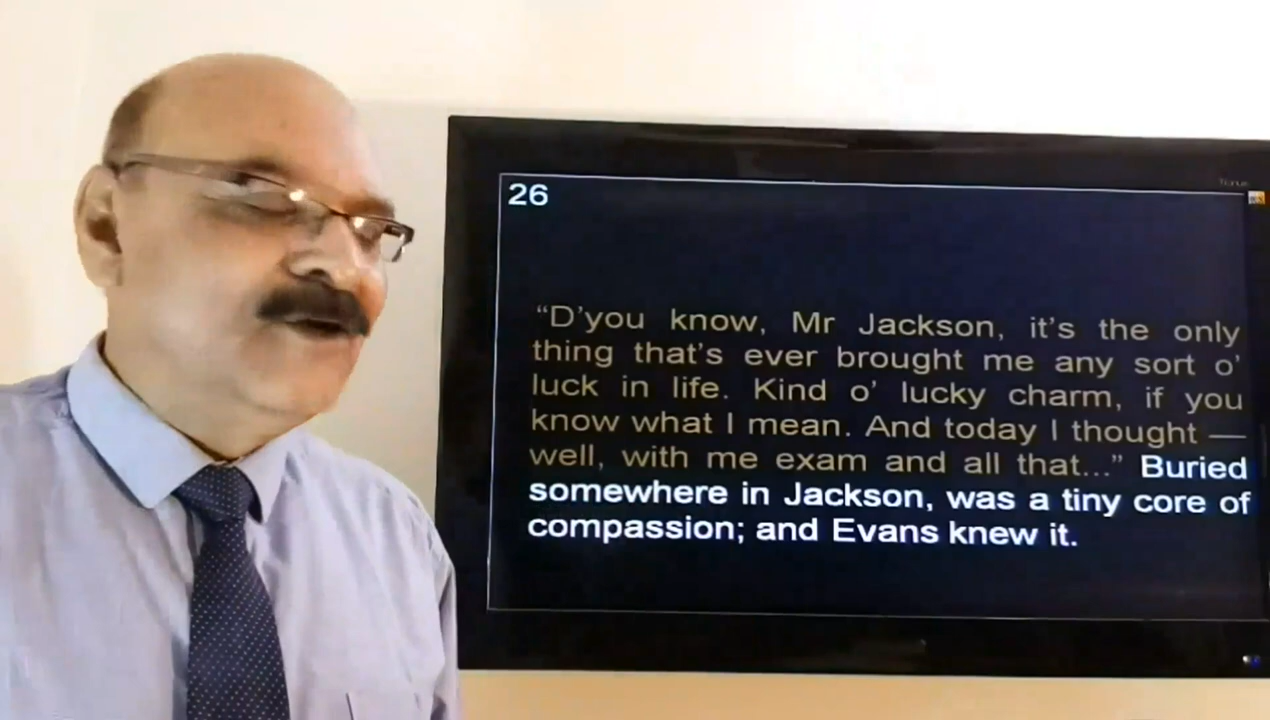 26
“D’you know, Mr Jackson, it’s the only
thing that’s ever brought me any sort o’
luck in life. Kind o’ lucky charm, if you
know what I mean. And today I thought —
well, with me exam and all that...” Buried
somewhere in Jackson, was a tiny core of
compassion; and Evans knew it.